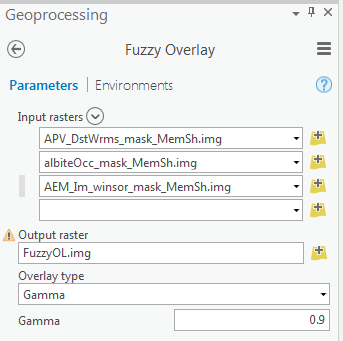 Geoprocessing
Fuzzy Overlay
Parameters | Environments
Input rasters
APV_DstWrms_mask_MemSh.img
albiteOcc_mask_MemSh.img
AEM_Im_winsor_mask_MemSh.img
Output raster
FuzzyOL.img
Overlay type
Gamma
Gamma 0.9